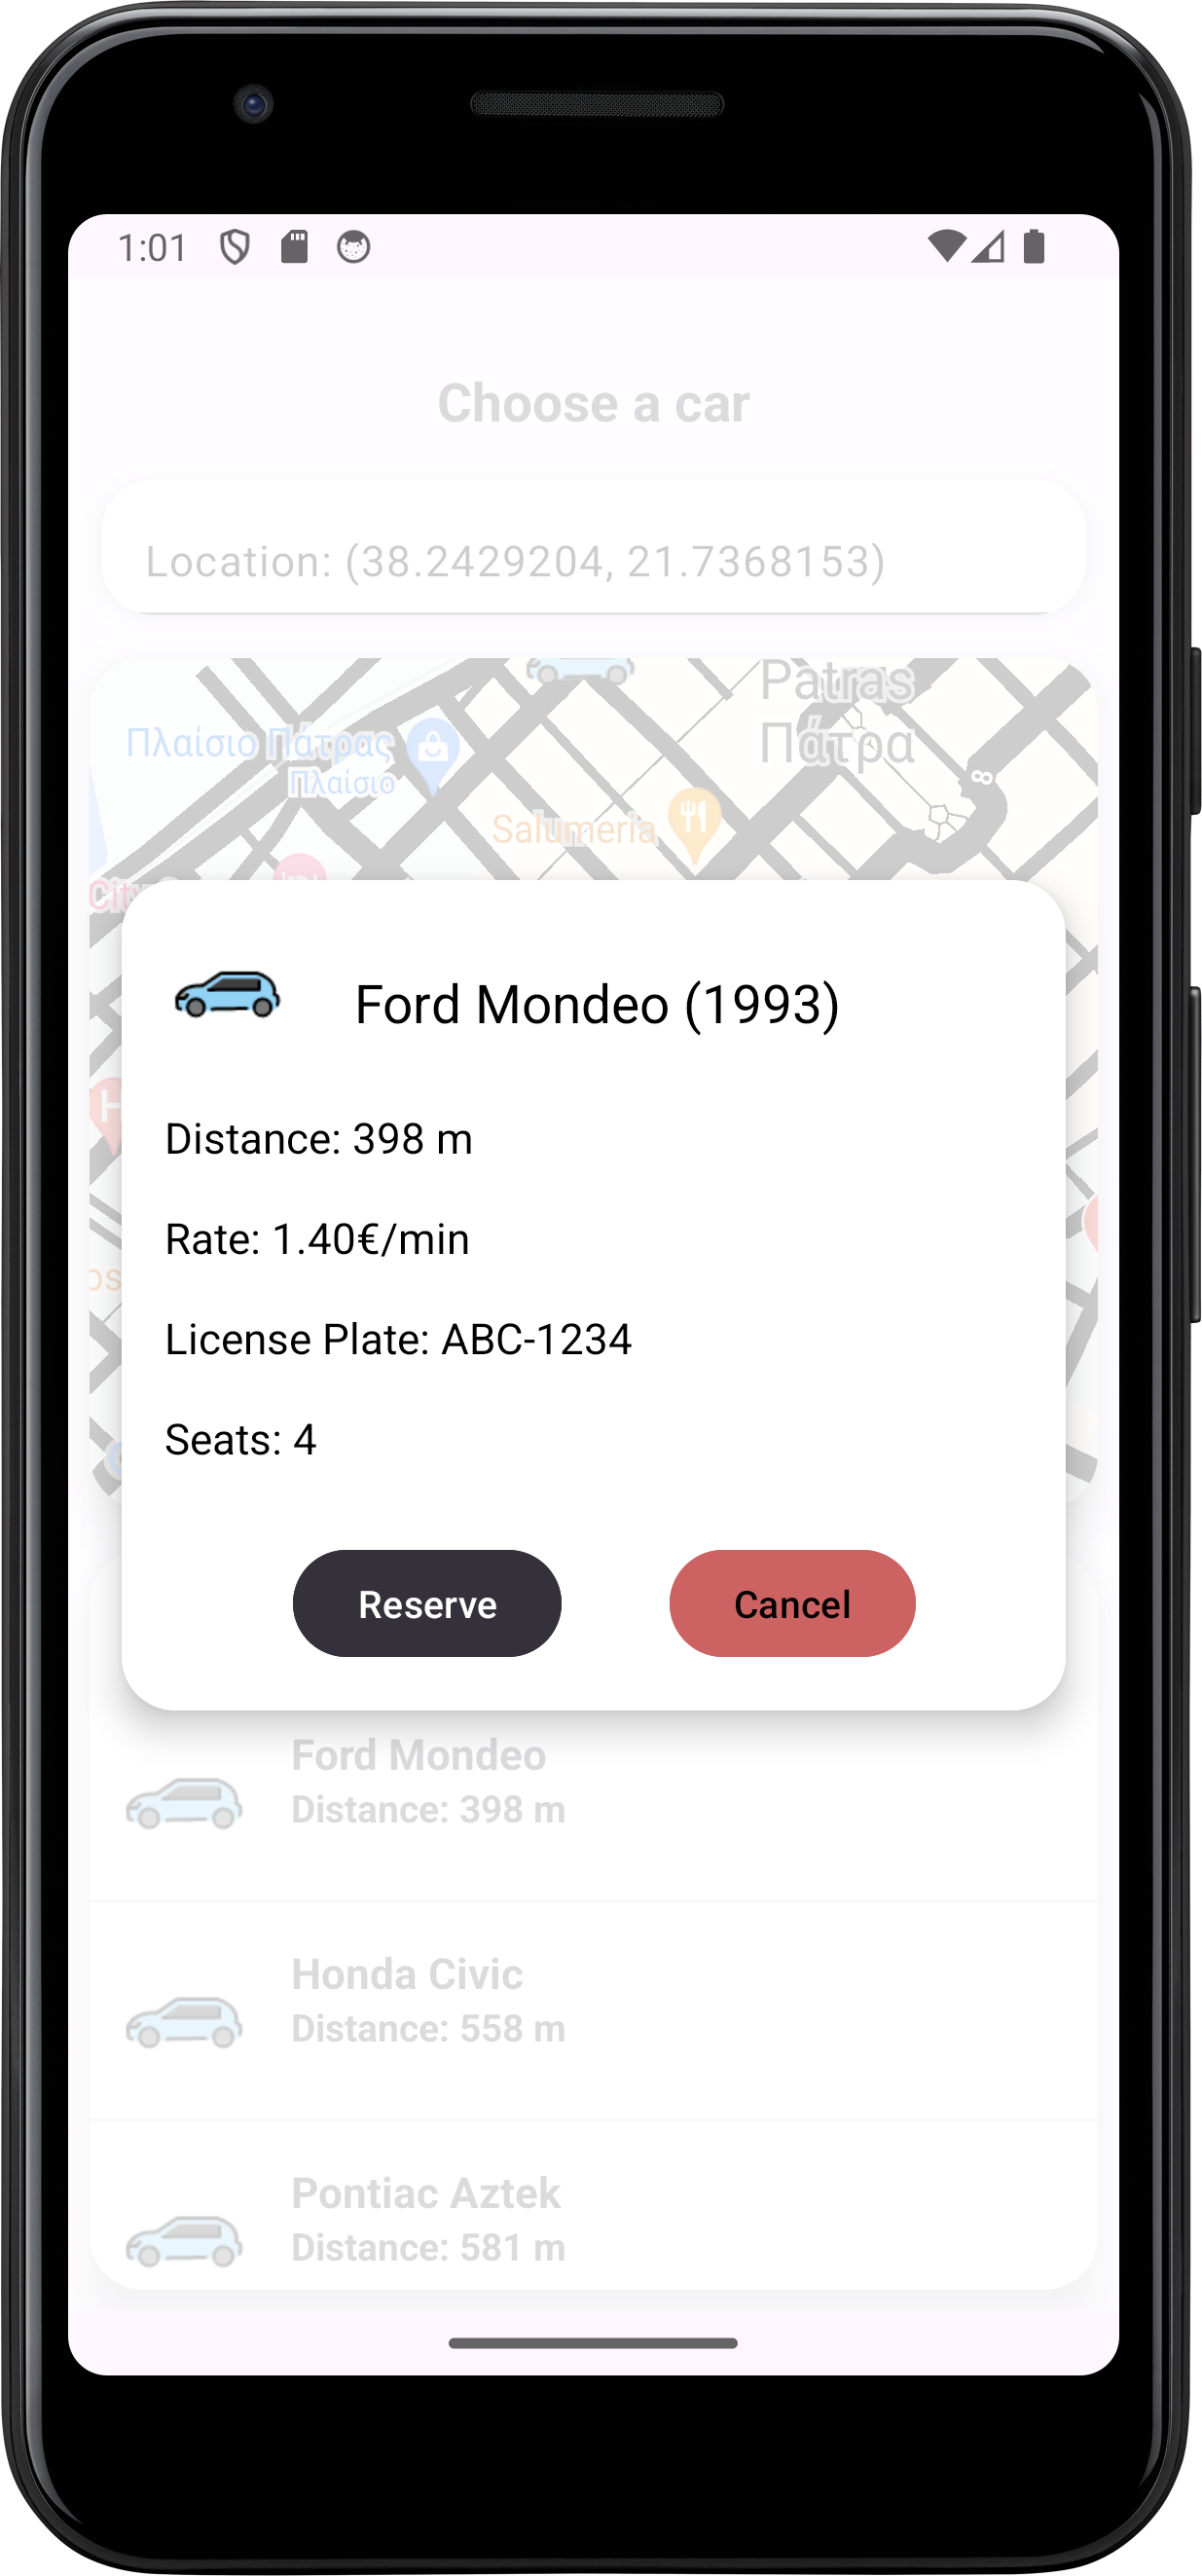 1:01
Choose a car
Location: (38.2429204, 21.7368153)
Patras
Πάτρα
Πλαίσιο Πάτρας
Πλαίσιο
8
Salumeria
City
H
Ford Mondeo (1993)
Distance: 398 m
Rate: 1.40€/min
License Plate: ABC-1234
Seats: 4
Reserve
Cancel
Ford Mondeo
Distance: 398 m
Honda Civic
Distance: 558 m
Pontiac Aztek
Distance: 581 m